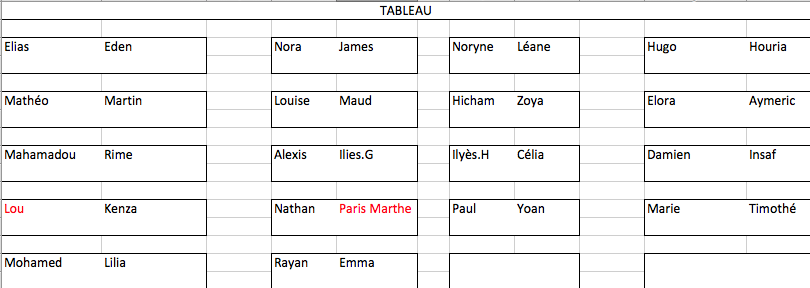 TABLEAU
Elias Eden Nora James Noryne Léane Hugo Houria
Mathéo Martin Louise Maud Hicham Zoya Elora Aymeric
Mahamadou Rime Alexis Ilies.G Ilyès.H Célia Damien Insaf
Lou Kenza Nathan Paris Marthe Paul Yoan Marie Timothé
Mohamed Lilia Rayan Emma